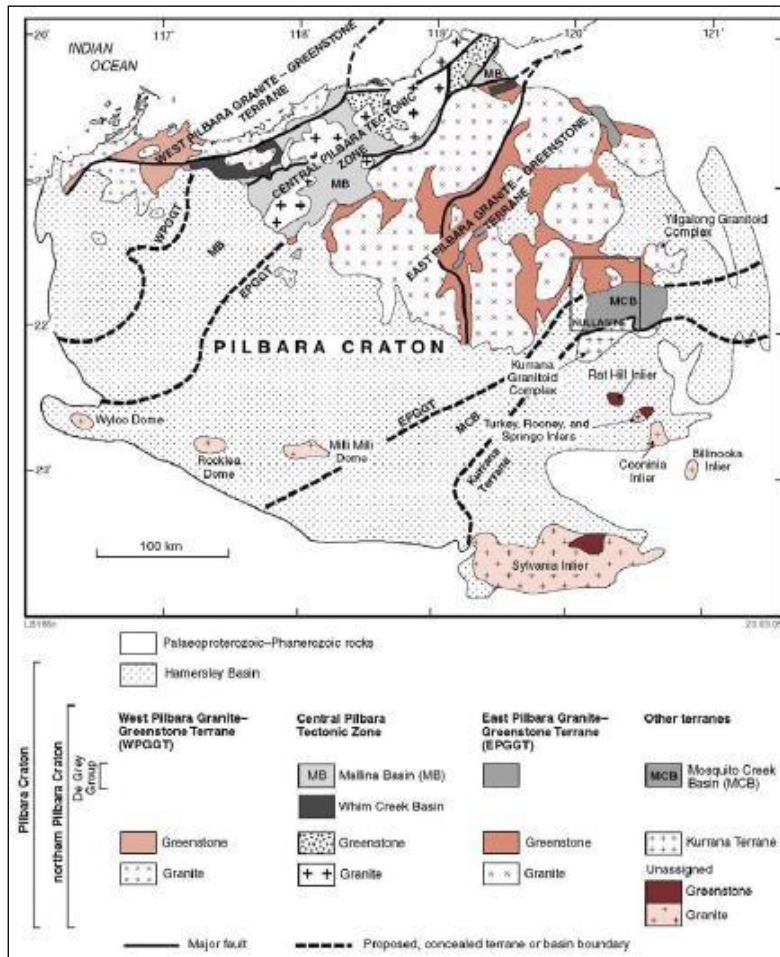 20°
117°
118°
119°
120°
121°
INDIAN
OCEAN
WEST PILBARA GRANITE – GREENSTONE
TERRANE
CENTRAL PILBARA TECTONIC
ZONE
MB
MB
EAST PILBARA GRANITE – GREENSTONE
TERRANE
WPGGT
MB
EPGGT
Yilgalong Granitoid
Complex
MCB
NULLAGINE
22°
PILBARA CRATON
Kurrana
Granitoid
Complex
Rat Hill Inlier
EPGGT
MCB
Kurrana
Terrane
Turkey, Rooney, and
Springo Inlers
Wyloo Dome
Rocklea
Dome
Milli Milli
Dome
Cooninia
Inlier
Billinooka
Inlier
100 km
Sylvania Inlier
Palaeoproterozoic–Phanerozoic rocks
Hamersley Basin
Pilbara Craton
northern Pilbara Craton
De Grey
Group
West Pilbara Granite–
Greenstone Terrane
(WPGGT)
Central Pilbara
Tectonic Zone
East Pilbara Granite–
Greenstone Terrane
(EPGGT)
Other terranes
MB Mallina Basin (MB)
MCB Mosquito Creek
Basin (MCB)
Whim Creek Basin
Greenstone
Greenstone
Greenstone
Kurrana Terrane
Granite
Granite
Granite
Unassigned
Greenstone
Granite
Major fault
Proposed, concealed terrane or basin boundary